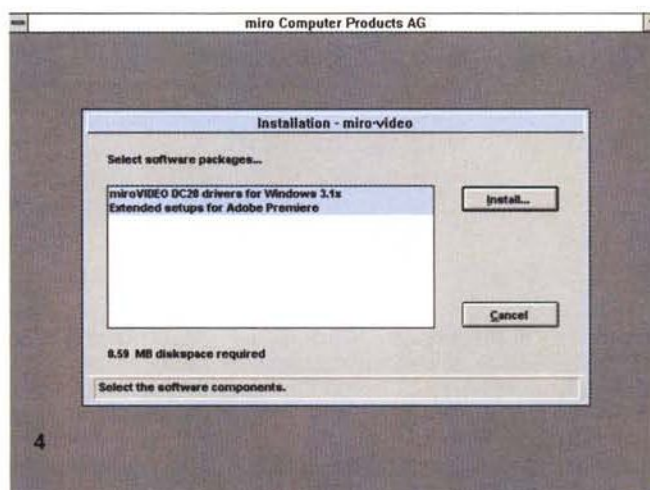 miro Computer Products AG
Installation - miro-video
Select software packages...
miroVIDEO DC20 drivers for Windows 3.1x
Extended setups for Adobe Premiere
Install...
Cancel
0.59 MB diskspace required
Select the software components.
4